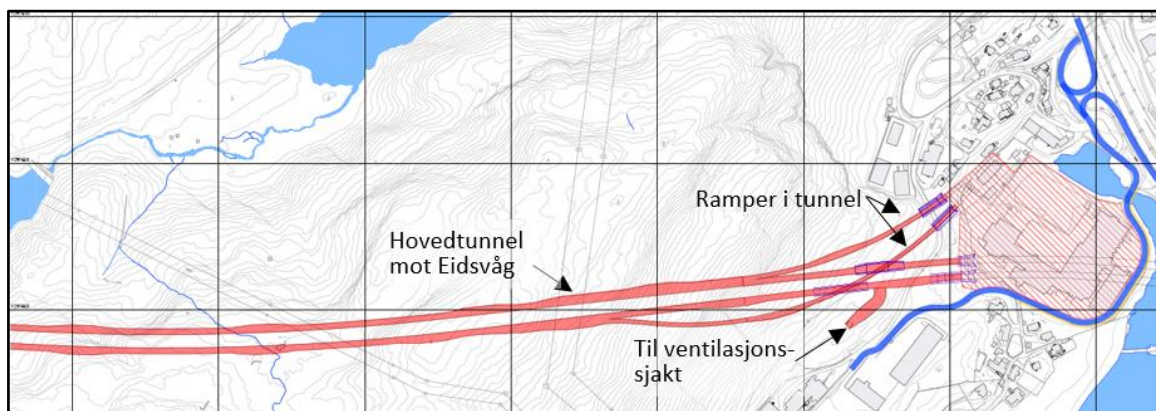 Ramper i tunnel
Hovedtunnel
mot Eidsvåg
Til ventilasjons-
sjakt